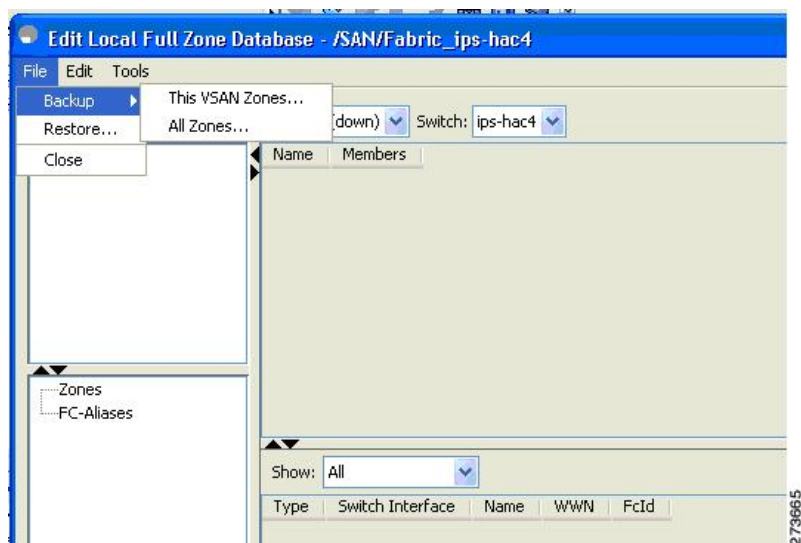 Edit Local Full Zone Database - /SAN/Fabric_ips-hac4
File Edit Tools
Backup This VSAN Zones...
Restore... All Zones...
Close
(down) Switch: ips-hac4
Name Members
Zones
FC-Aliases
Show: All
Type Switch Interface Name WWN FcId
273665